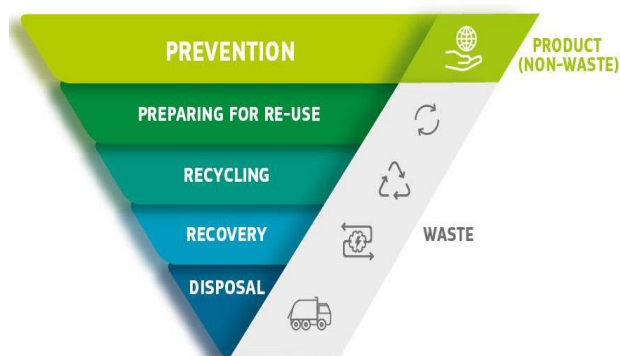 PREVENTION
PRODUCT
(NON-WASTE)
PREPARING FOR RE-USE
RECYCLING
RECOVERY
WASTE
DISPOSAL